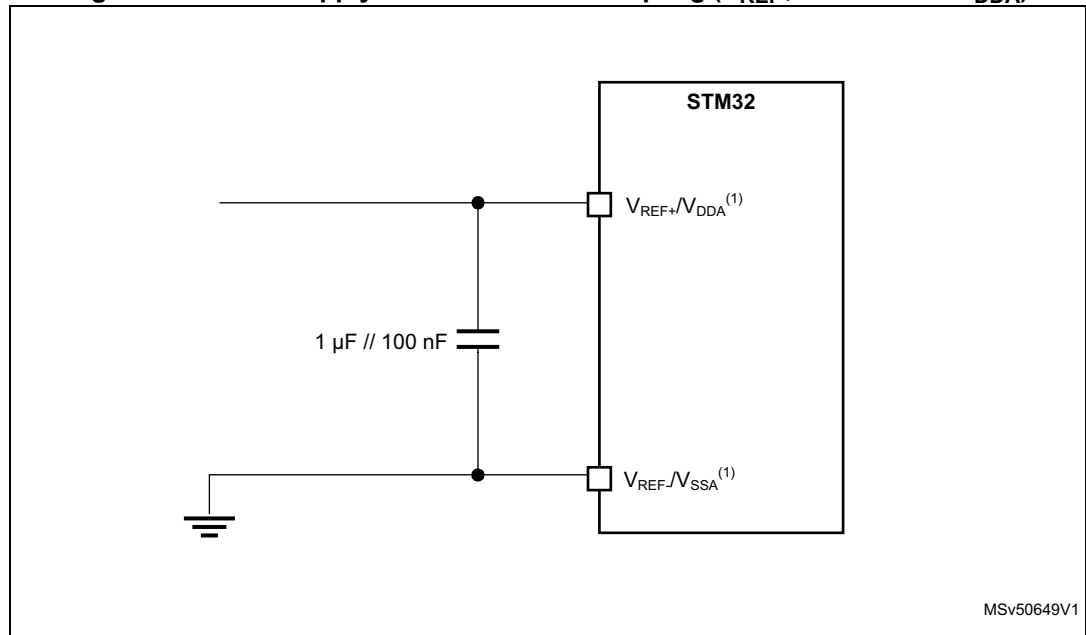 STM32
VREF+/VDDA(1)
1 µF // 100 nF
VREF-/VSSA(1)
MSv50649V1